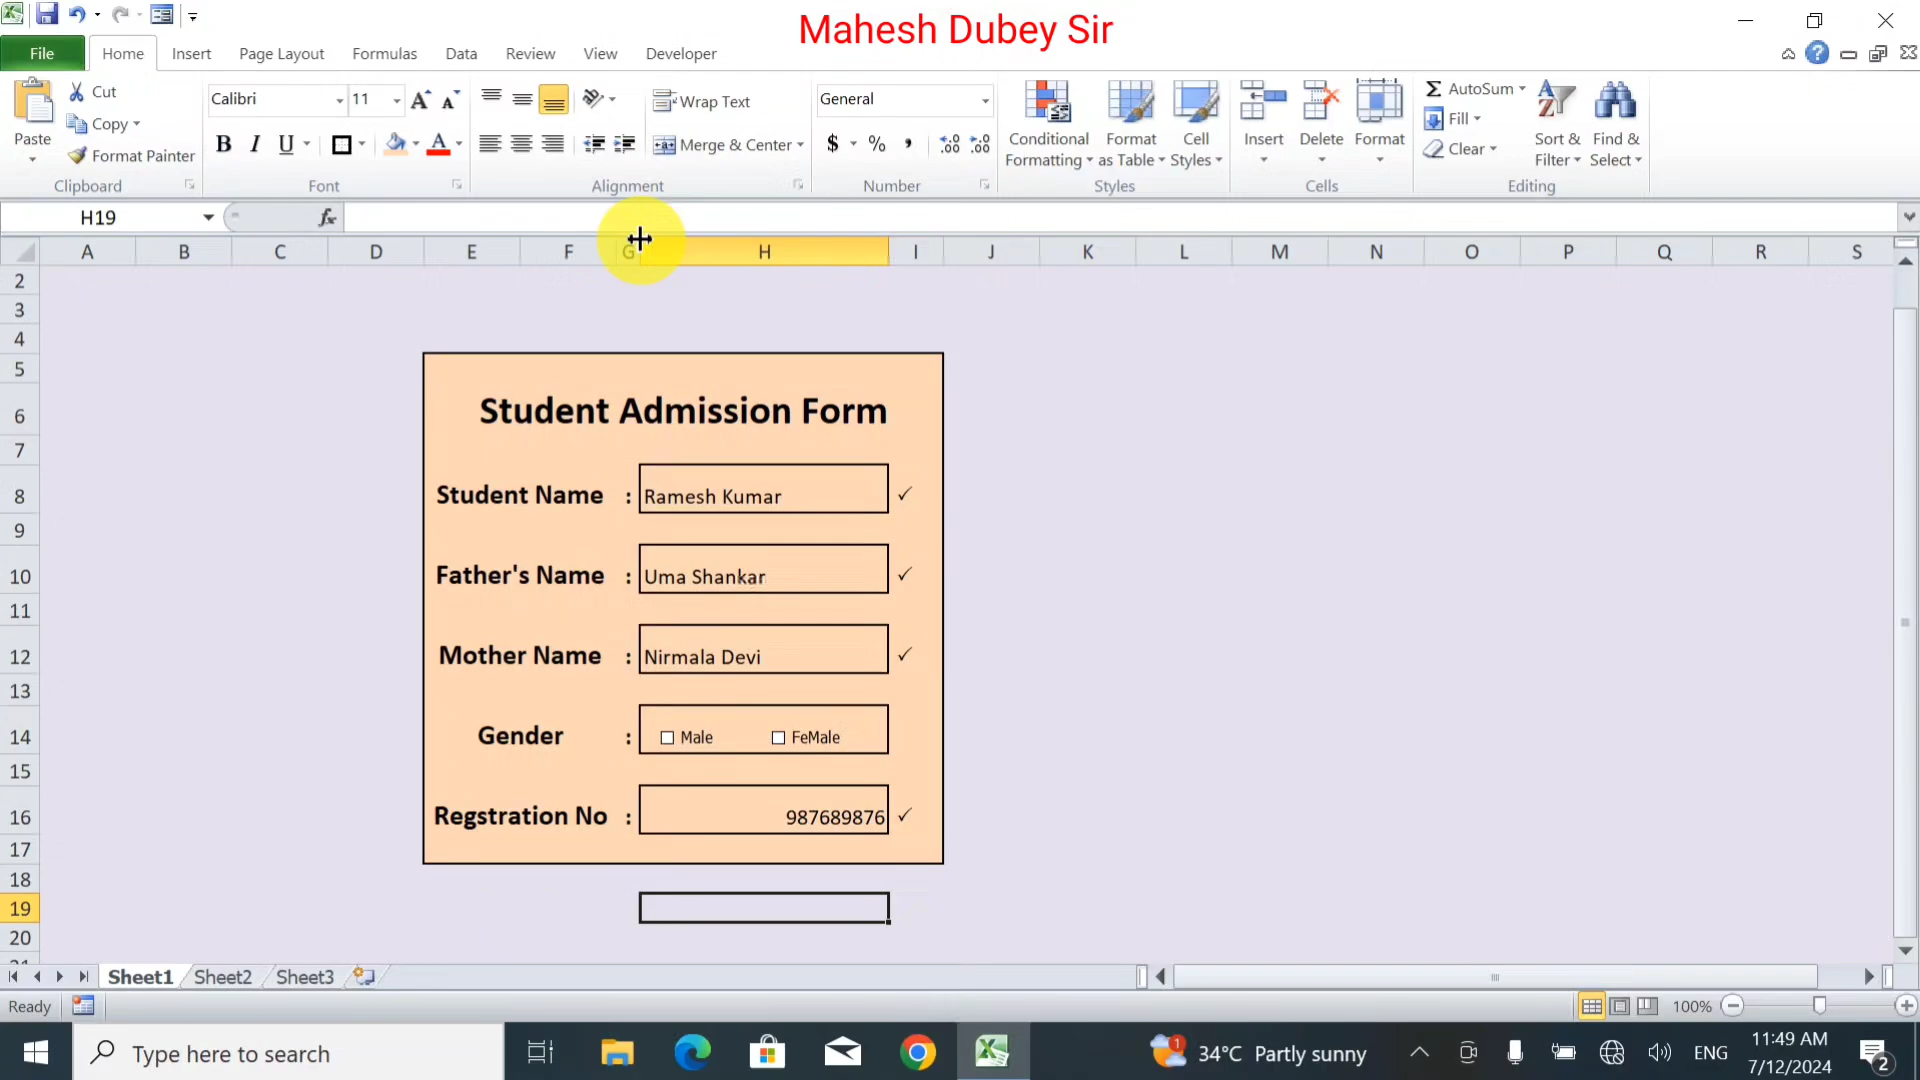 Mahesh Dubey Sir
File Home Insert Page Layout Formulas Data Review View Developer
Paste
Cut
Copy
Format Painter
Clipboard
Calibri 11
B I U A
Font
Wrap Text
Merge & Center
Alignment
General
$ % ,
Number
Conditional Formatting
Format as Table
Cell Styles
Styles
Insert Delete Format
Cells
AutoSum
Fill
Clear
Sort & Filter
Find & Select
Editing
H19 fx
A B C D E F G H I J K L M N O P Q R S
2
3
4
5
6 Student Admission Form
7
8 Student Name : Ramesh Kumar ✓
9
10 Father's Name : Uma Shankar ✓
11
12 Mother Name : Nirmala Devi ✓
13
14 Gender : Male FeMale
15
16 Regstration No : 987689876 ✓
17
18
19
20
Sheet1 Sheet2 Sheet3
Ready 100%
Type here to search
1 34°C Partly sunny ENG
11:49 AM
7/12/2024
2